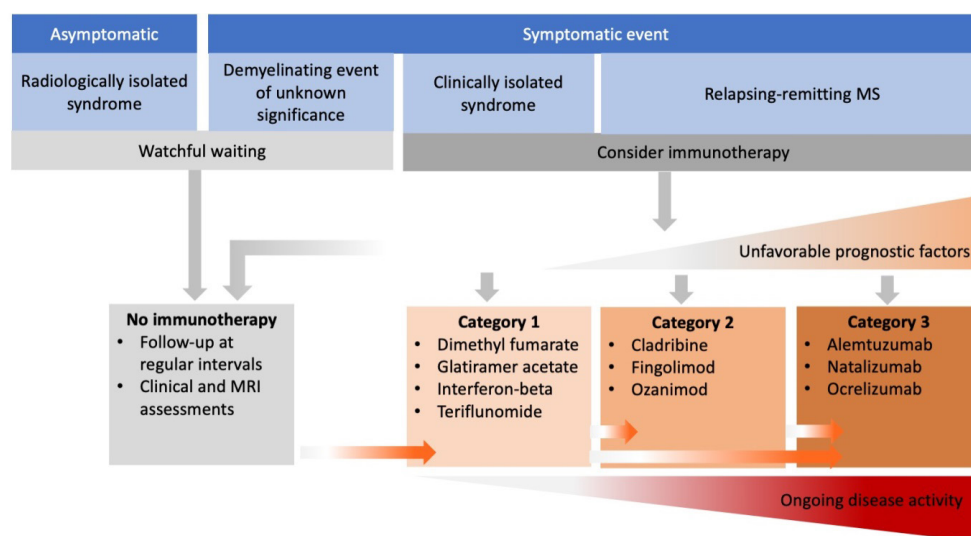 Asymptomatic
Symptomatic event
Radiologically isolated
syndrome
Demyelinating event
of unknown
significance
Clinically isolated
syndrome
Relapsing-remitting MS
Watchful waiting
Consider immunotherapy
Unfavorable prognostic factors
No immunotherapy
• Follow-up at
regular intervals
• Clinical and MRI
assessments
Category 1
• Dimethyl fumarate
• Glatiramer acetate
• Interferon-beta
• Teriflunomide
Category 2
• Cladribine
• Fingolimod
• Ozanimod
Category 3
• Alemtuzumab
• Natalizumab
• Ocrelizumab
Ongoing disease activity